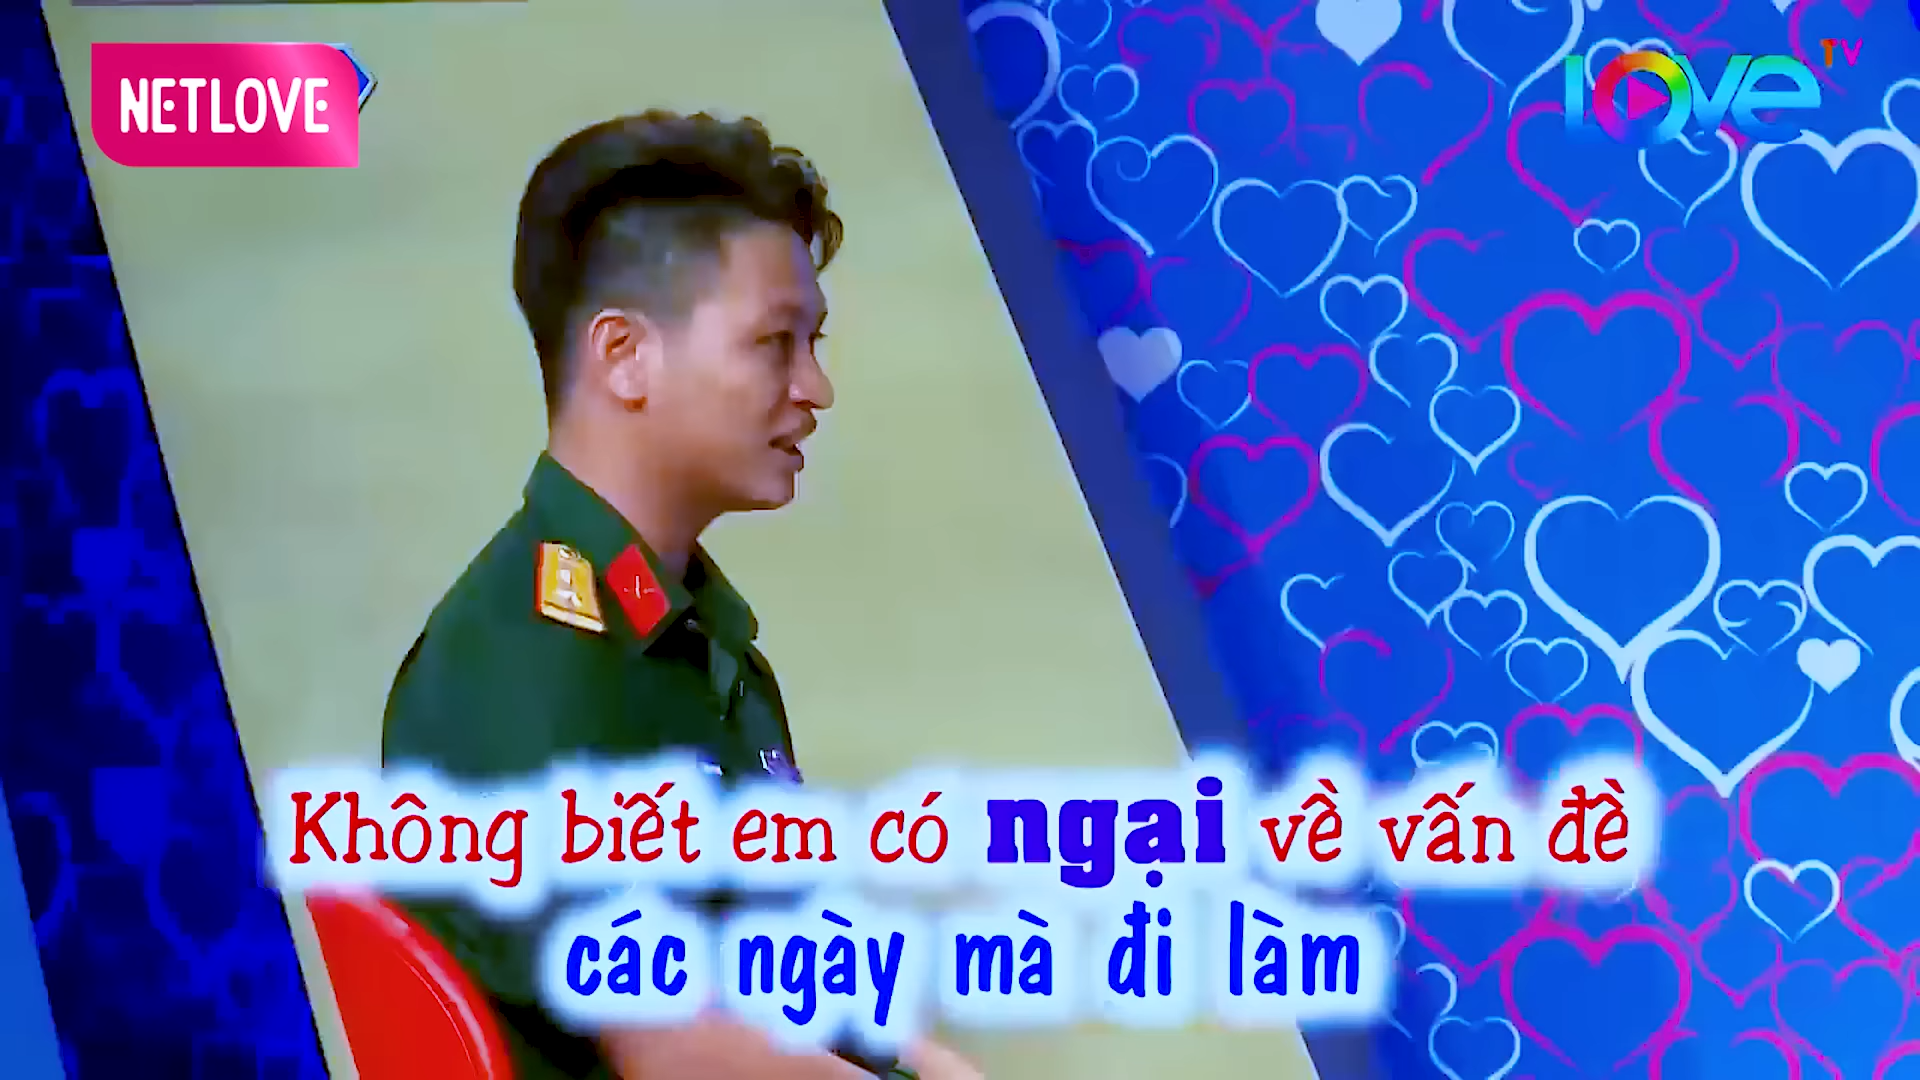 NETLOVE
Love TV
Không biết em có ngại về vấn đề
các ngày mà đi làm